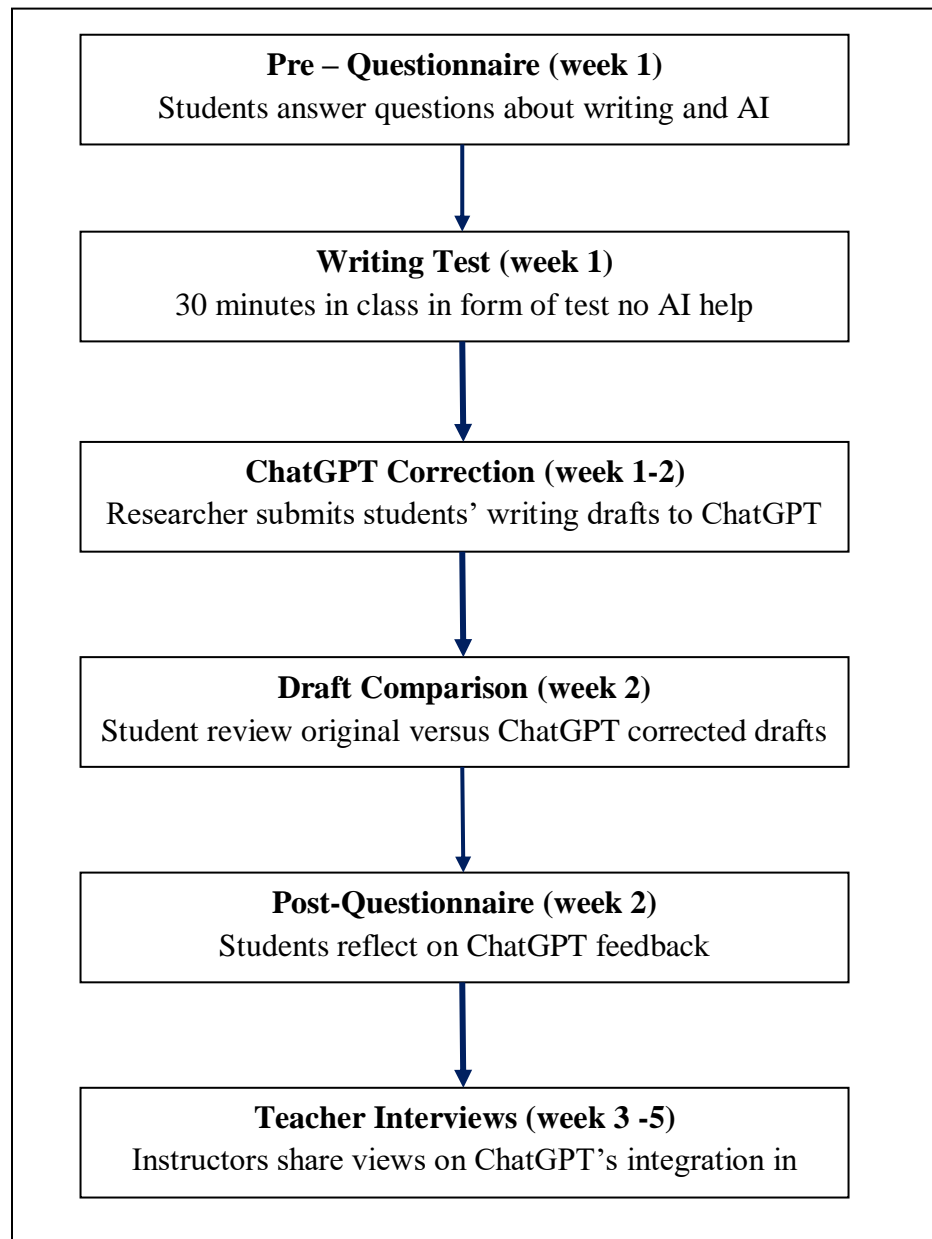 Pre – Questionnaire (week 1)
Students answer questions about writing and AI
Writing Test (week 1)
30 minutes in class in form of test no AI help
ChatGPT Correction (week 1-2)
Researcher submits students’ writing drafts to ChatGPT
Draft Comparison (week 2)
Student review original versus ChatGPT corrected drafts
Post-Questionnaire (week 2)
Students reflect on ChatGPT feedback
Teacher Interviews (week 3 -5)
Instructors share views on ChatGPT’s integration in